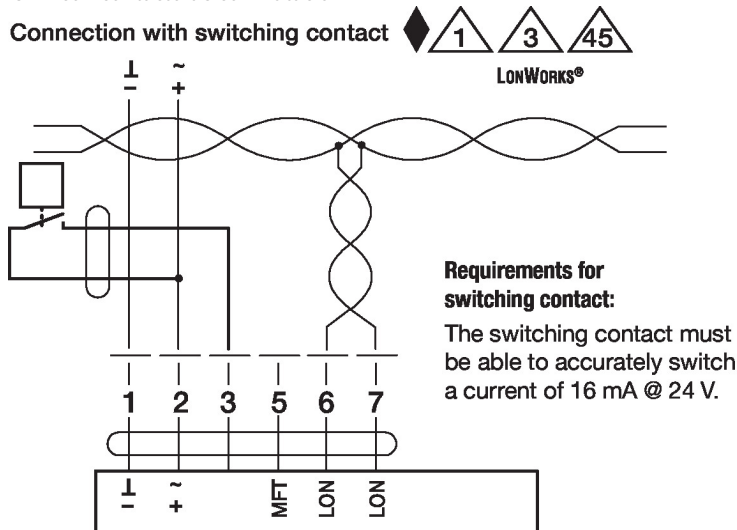 Connection with switching contact 1 3 45
LONWORKS®
⊥ ~
– +
Requirements for
switching contact:
The switching contact must
be able to accurately switch
a current of 16 mA @ 24 V.
1 2 3 5 6 7
⊥ ~ MFT LON LON
– +